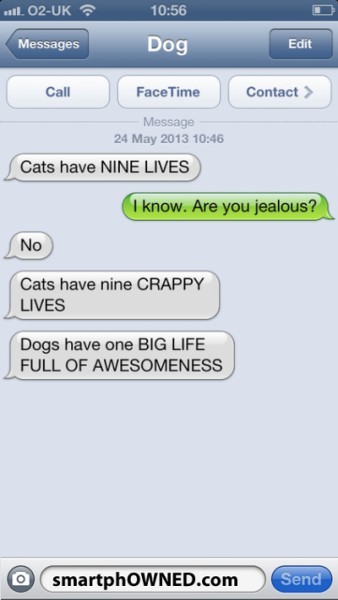 O2-UK 10:56
Messages Dog Edit
Call FaceTime Contact
Message
24 May 2013 10:46
Cats have NINE LIVES
I know. Are you jealous?
No
Cats have nine CRAPPY
LIVES
Dogs have one BIG LIFE
FULL OF AWESOMENESS
smartphOWNED.com Send